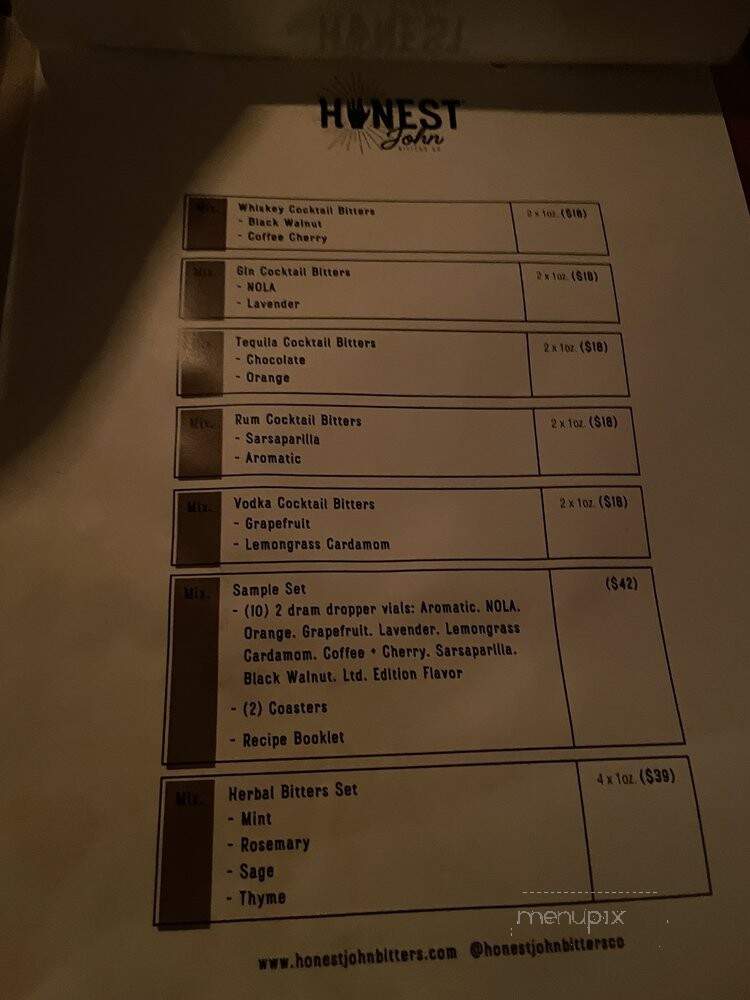 HONEST
John
BITTERS CO
Mix.
Whiskey Cocktail Bitters
- Black Walnut
- Coffee Cherry
2 x 1oz. ($18)
Mix.
Gin Cocktail Bitters
- NOLA
- Lavender
2 x 1oz. ($18)
Mix.
Tequila Cocktail Bitters
- Chocolate
- Orange
2 x 1oz. ($18)
Mix.
Rum Cocktail Bitters
- Sarsaparilla
- Aromatic
2 x 1oz. ($18)
Mix.
Vodka Cocktail Bitters
- Grapefruit
- Lemongrass Cardamom
2 x 1oz. ($18)
Mix.
Sample Set
- (10) 2 dram dropper vials: Aromatic, NOLA,
Orange, Grapefruit, Lavender, Lemongrass
Cardamom, Coffee + Cherry, Sarsaparilla,
Black Walnut, Ltd. Edition Flavor
- (2) Coasters
- Recipe Booklet
($42)
Mix.
Herbal Bitters Set
- Mint
- Rosemary
- Sage
- Thyme
4 x 1oz. ($39)
menupix
www.honestjohnbitters.com @honestjohnbittersco